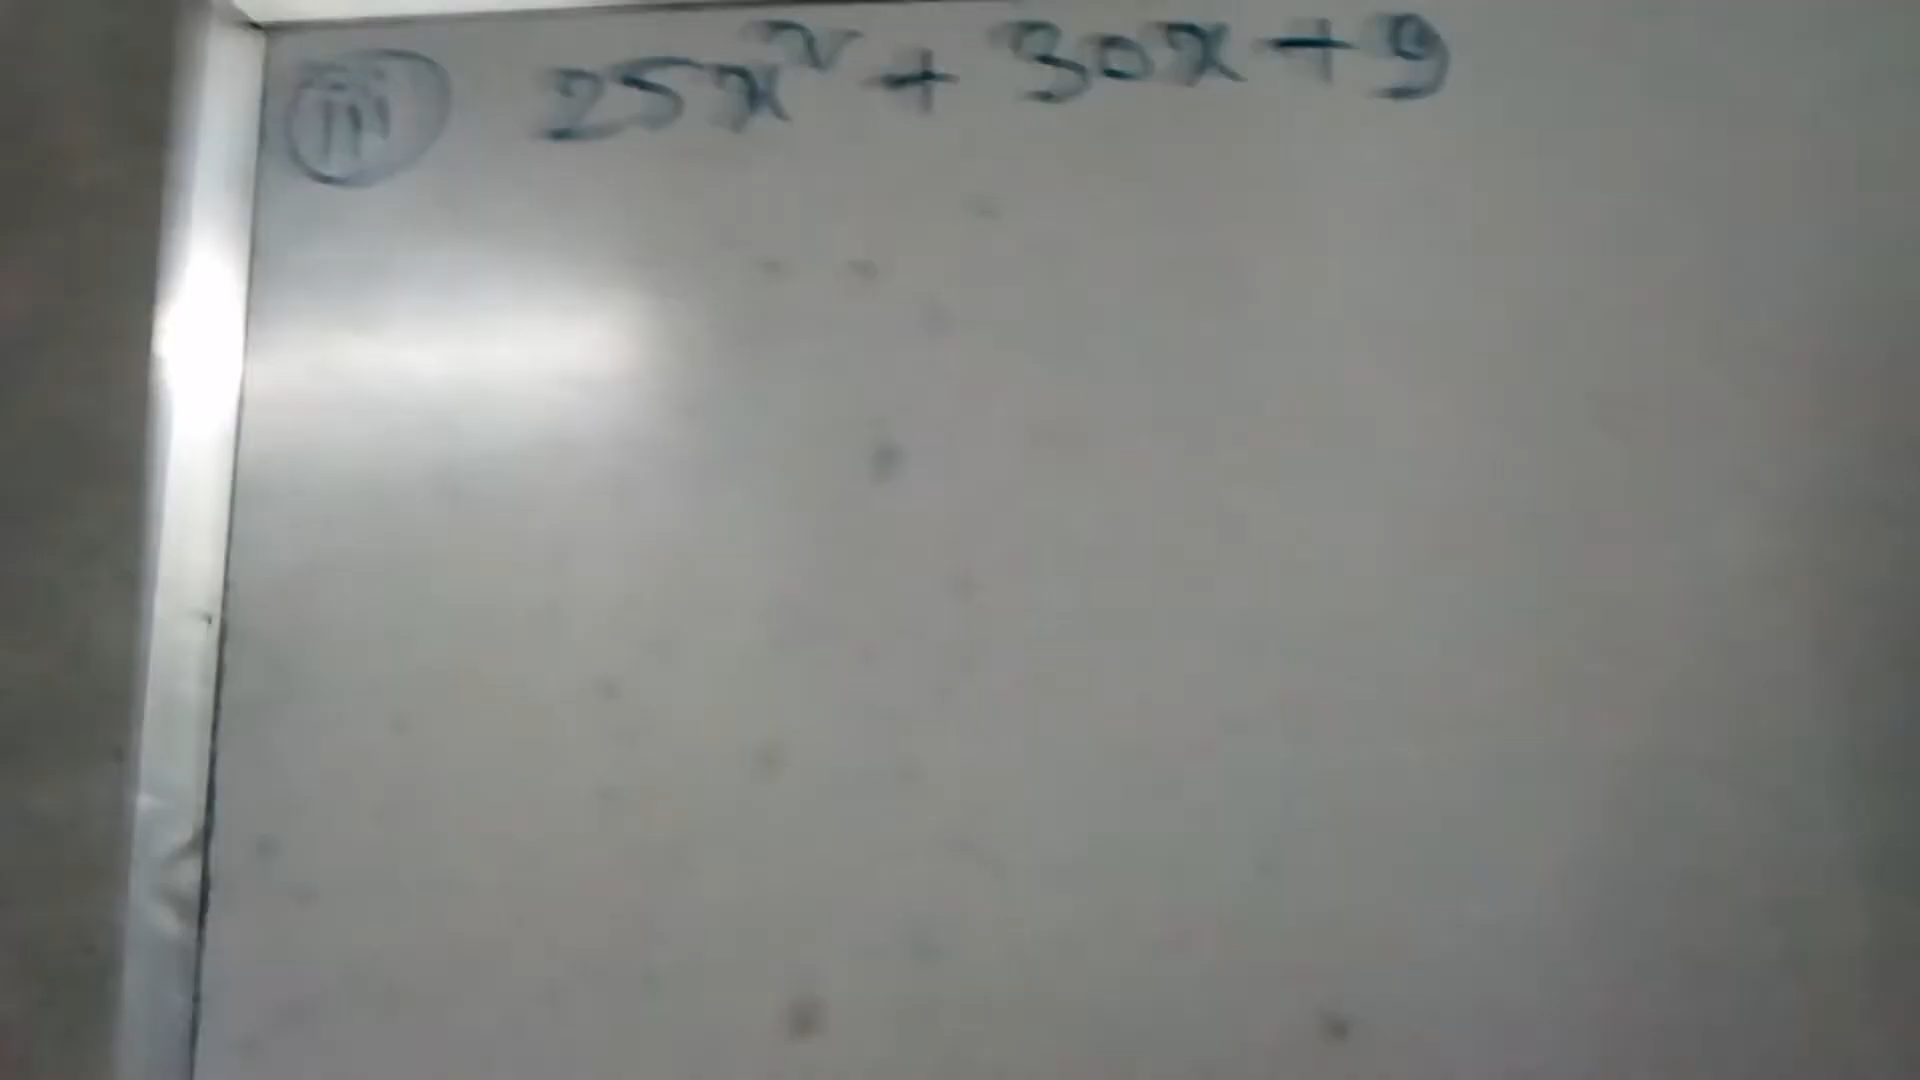 (iii) 25x² + 30x + 9